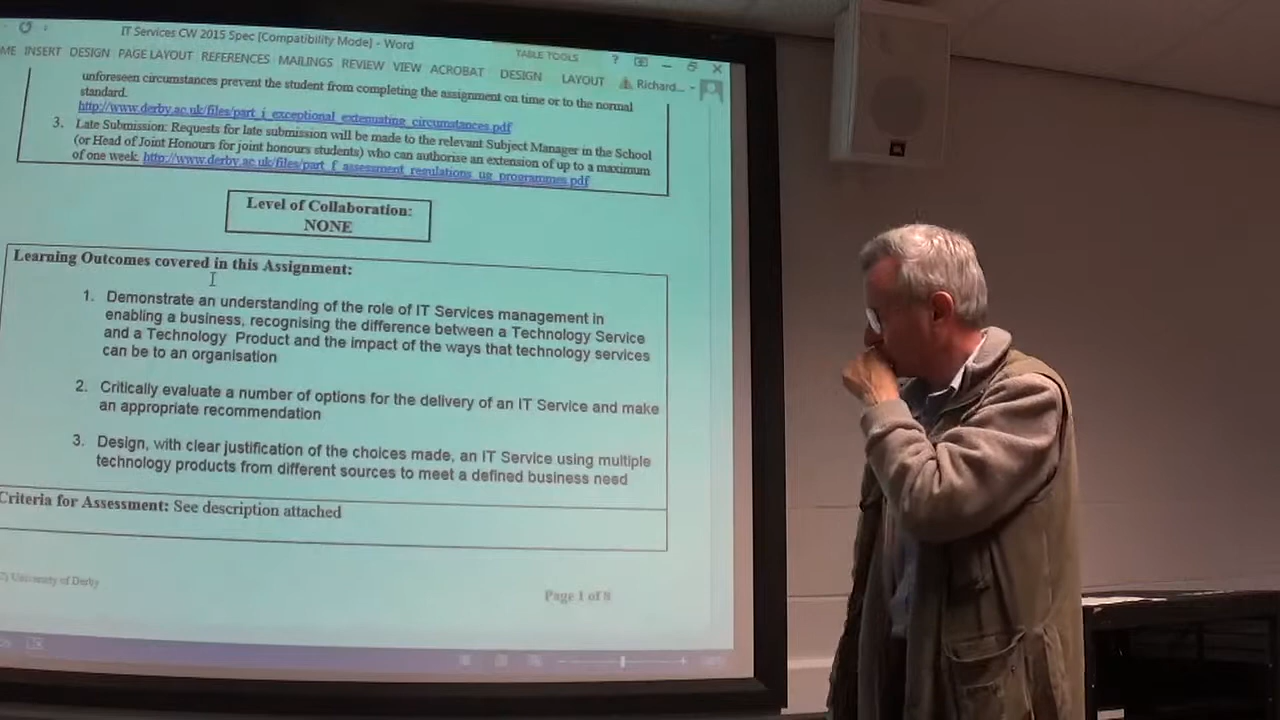 IT Services CW 2015 Spec [Compatibility Mode] - Word
TABLE TOOLS
ME INSERT DESIGN PAGE LAYOUT REFERENCES MAILINGS REVIEW VIEW ACROBAT DESIGN LAYOUT Richard...
unforeseen circumstances prevent the student from completing the assignment on time or to the normal
standard.
http://www.derby.ac.uk/files/part_i_exceptional_extenuating_circumstances.pdf
3. Late Submission: Requests for late submission will be made to the relevant Subject Manager in the School
(or Head of Joint Honours for joint honours students) who can authorise an extension of up to a maximum
of one week. http://www.derby.ac.uk/files/part_f_assessment_regulations_ug_programmes.pdf
Level of Collaboration:
NONE
Learning Outcomes covered in this Assignment:
1. Demonstrate an understanding of the role of IT Services management in
enabling a business, recognising the difference between a Technology Service
and a Technology Product and the impact of the ways that technology services
can be to an organisation
2. Critically evaluate a number of options for the delivery of an IT Service and make
an appropriate recommendation
3. Design, with clear justification of the choices made, an IT Service using multiple
technology products from different sources to meet a defined business need
Criteria for Assessment: See description attached
University of Derby
Page 1 of 8
JBL